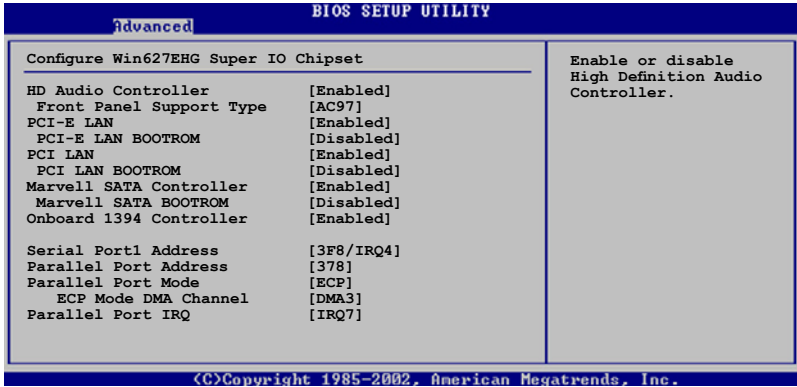 BIOS SETUP UTILITY
Advanced
Configure Win627EHG Super IO Chipset
HD Audio Controller [Enabled]
Front Panel Support Type [AC97]
PCI-E LAN [Enabled]
PCI-E LAN BOOTROM [Disabled]
PCI LAN [Enabled]
PCI LAN BOOTROM [Disabled]
Marvell SATA Controller [Enabled]
Marvell SATA BOOTROM [Disabled]
Onboard 1394 Controller [Enabled]
Serial Port1 Address [3F8/IRQ4]
Parallel Port Address [378]
Parallel Port Mode [ECP]
ECP Mode DMA Channel [DMA3]
Parallel Port IRQ [IRQ7]
Enable or disable
High Definition Audio
Controller.
(C)Copyright 1985-2002, American Megatrends, Inc.